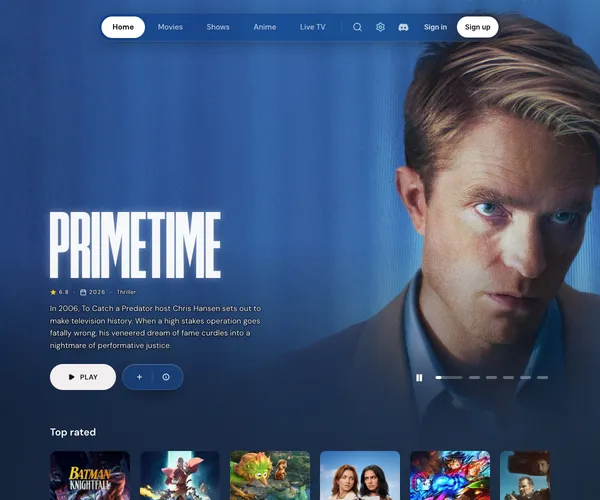 Home Movies Shows Anime Live TV Sign in Sign up
PRIMETIME
6.8 · 2026 · Thriller
In 2006, To Catch a Predator host Chris Hansen sets out to
make television history. When a high stakes operation goes
fatally wrong, his veneered dream of fame curdles into a
nightmare of performative justice.
PLAY
Top rated
BATMAN
KNIGHTFALL